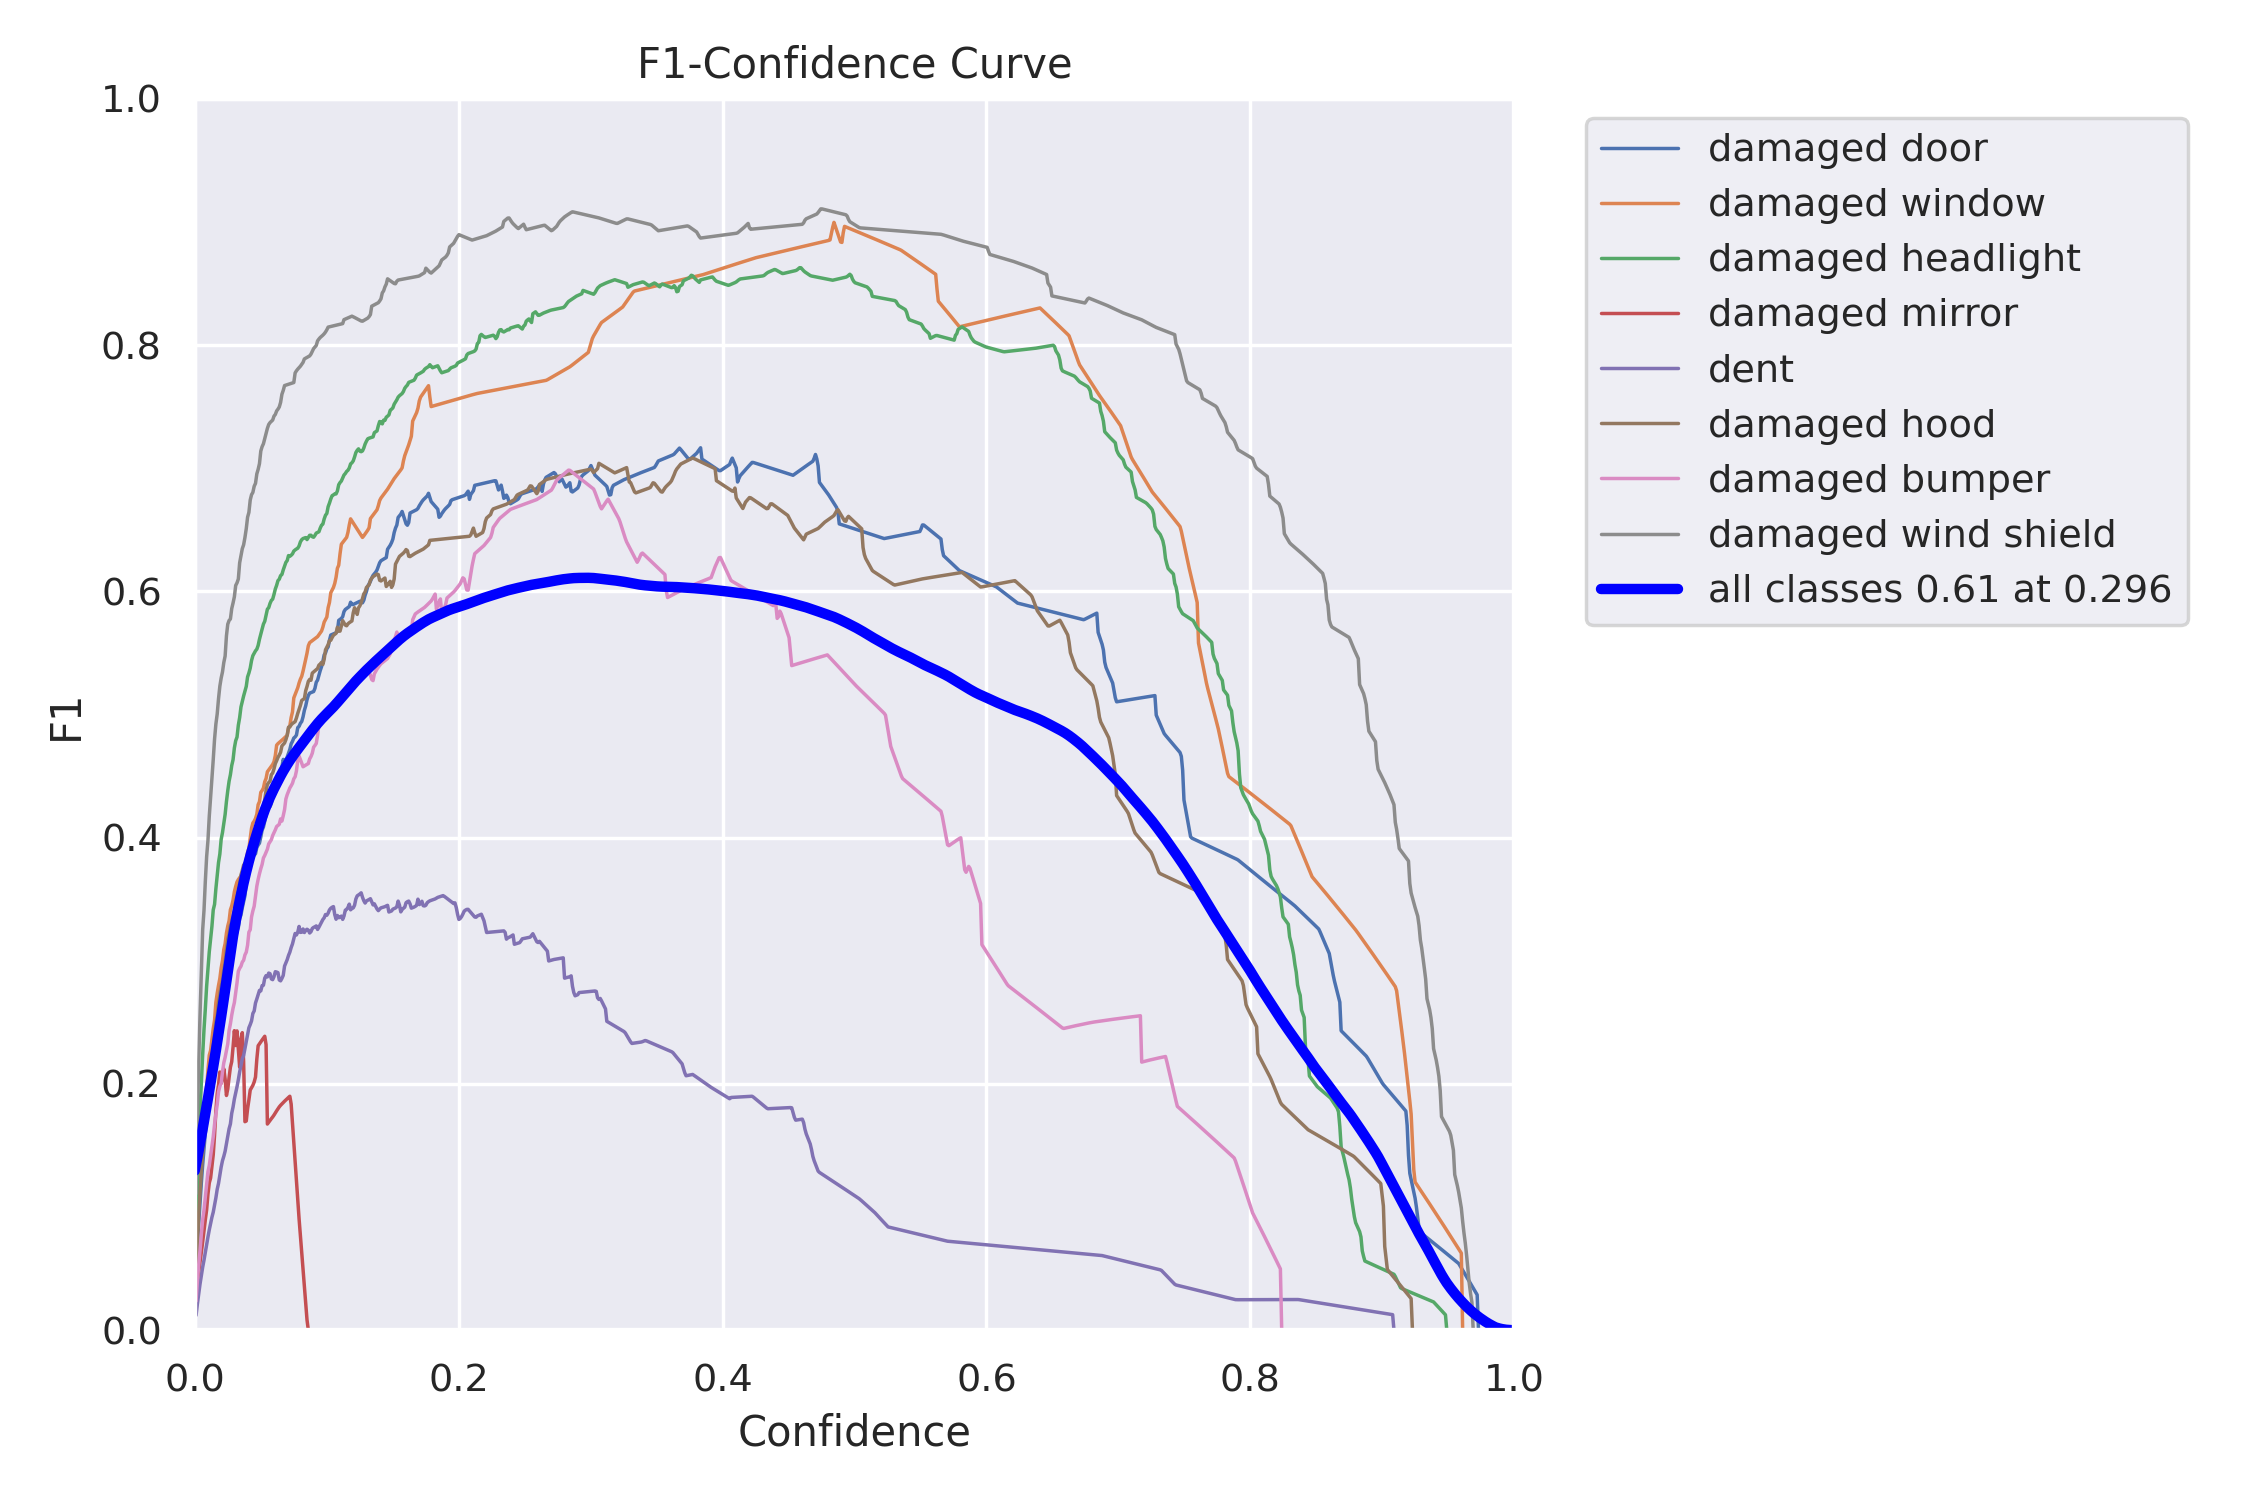 F1-Confidence Curve
1.0
0.8
0.6
0.4
0.2
0.0
F1
0.0 0.2 0.4 0.6 0.8 1.0
Confidence
damaged door
damaged window
damaged headlight
damaged mirror
dent
damaged hood
damaged bumper
damaged wind shield
all classes 0.61 at 0.296